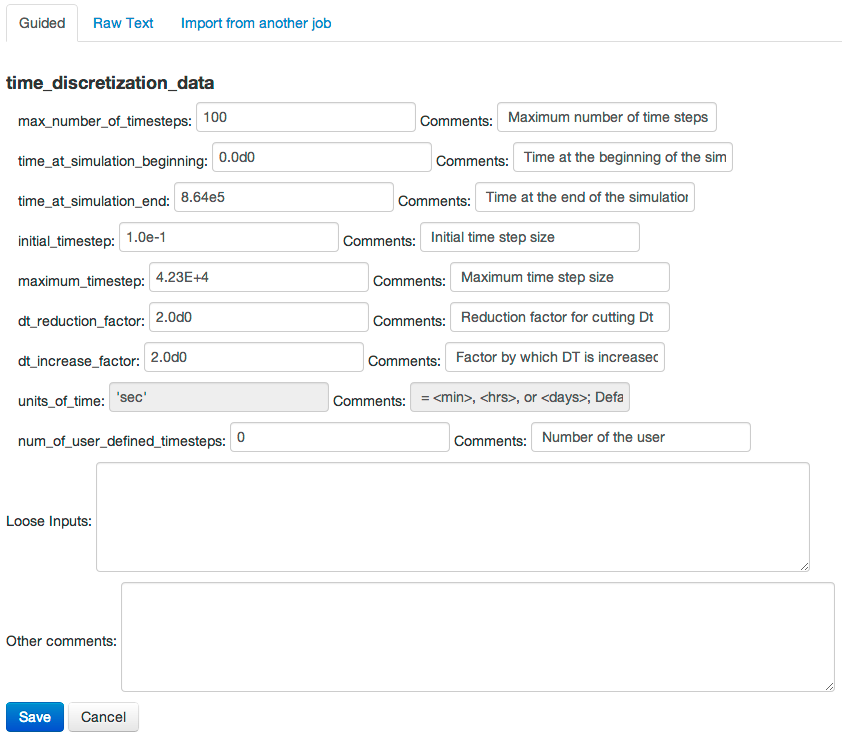 Guided Raw Text Import from another job
time_discretization_data
max_number_of_timesteps: 100 Comments: Maximum number of time steps
time_at_simulation_beginning: 0.0d0 Comments: Time at the beginning of the sim
time_at_simulation_end: 8.64e5 Comments: Time at the end of the simulation
initial_timestep: 1.0e-1 Comments: Initial time step size
maximum_timestep: 4.23E+4 Comments: Maximum time step size
dt_reduction_factor: 2.0d0 Comments: Reduction factor for cutting Dt
dt_increase_factor: 2.0d0 Comments: Factor by which DT is increased
units_of_time: 'sec' Comments: = <min>, <hrs>, or <days>; Defa
num_of_user_defined_timesteps: 0 Comments: Number of the user
Loose Inputs:
Other comments:
Save Cancel